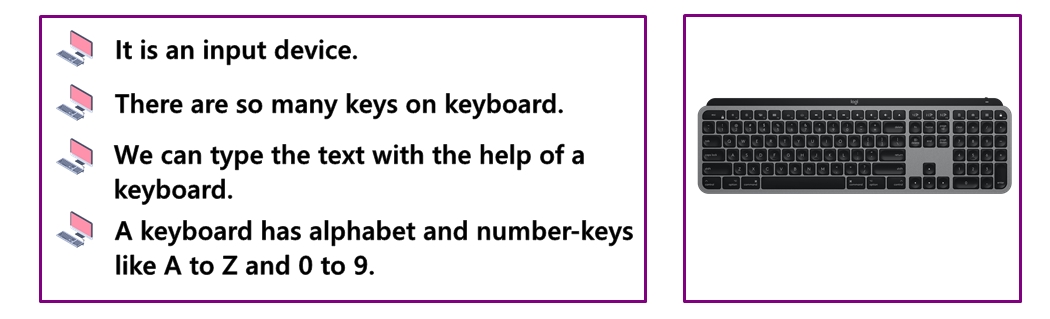 It is an input device.
There are so many keys on keyboard.
We can type the text with the help of a
keyboard.
A keyboard has alphabet and number-keys
like A to Z and 0 to 9.
logi